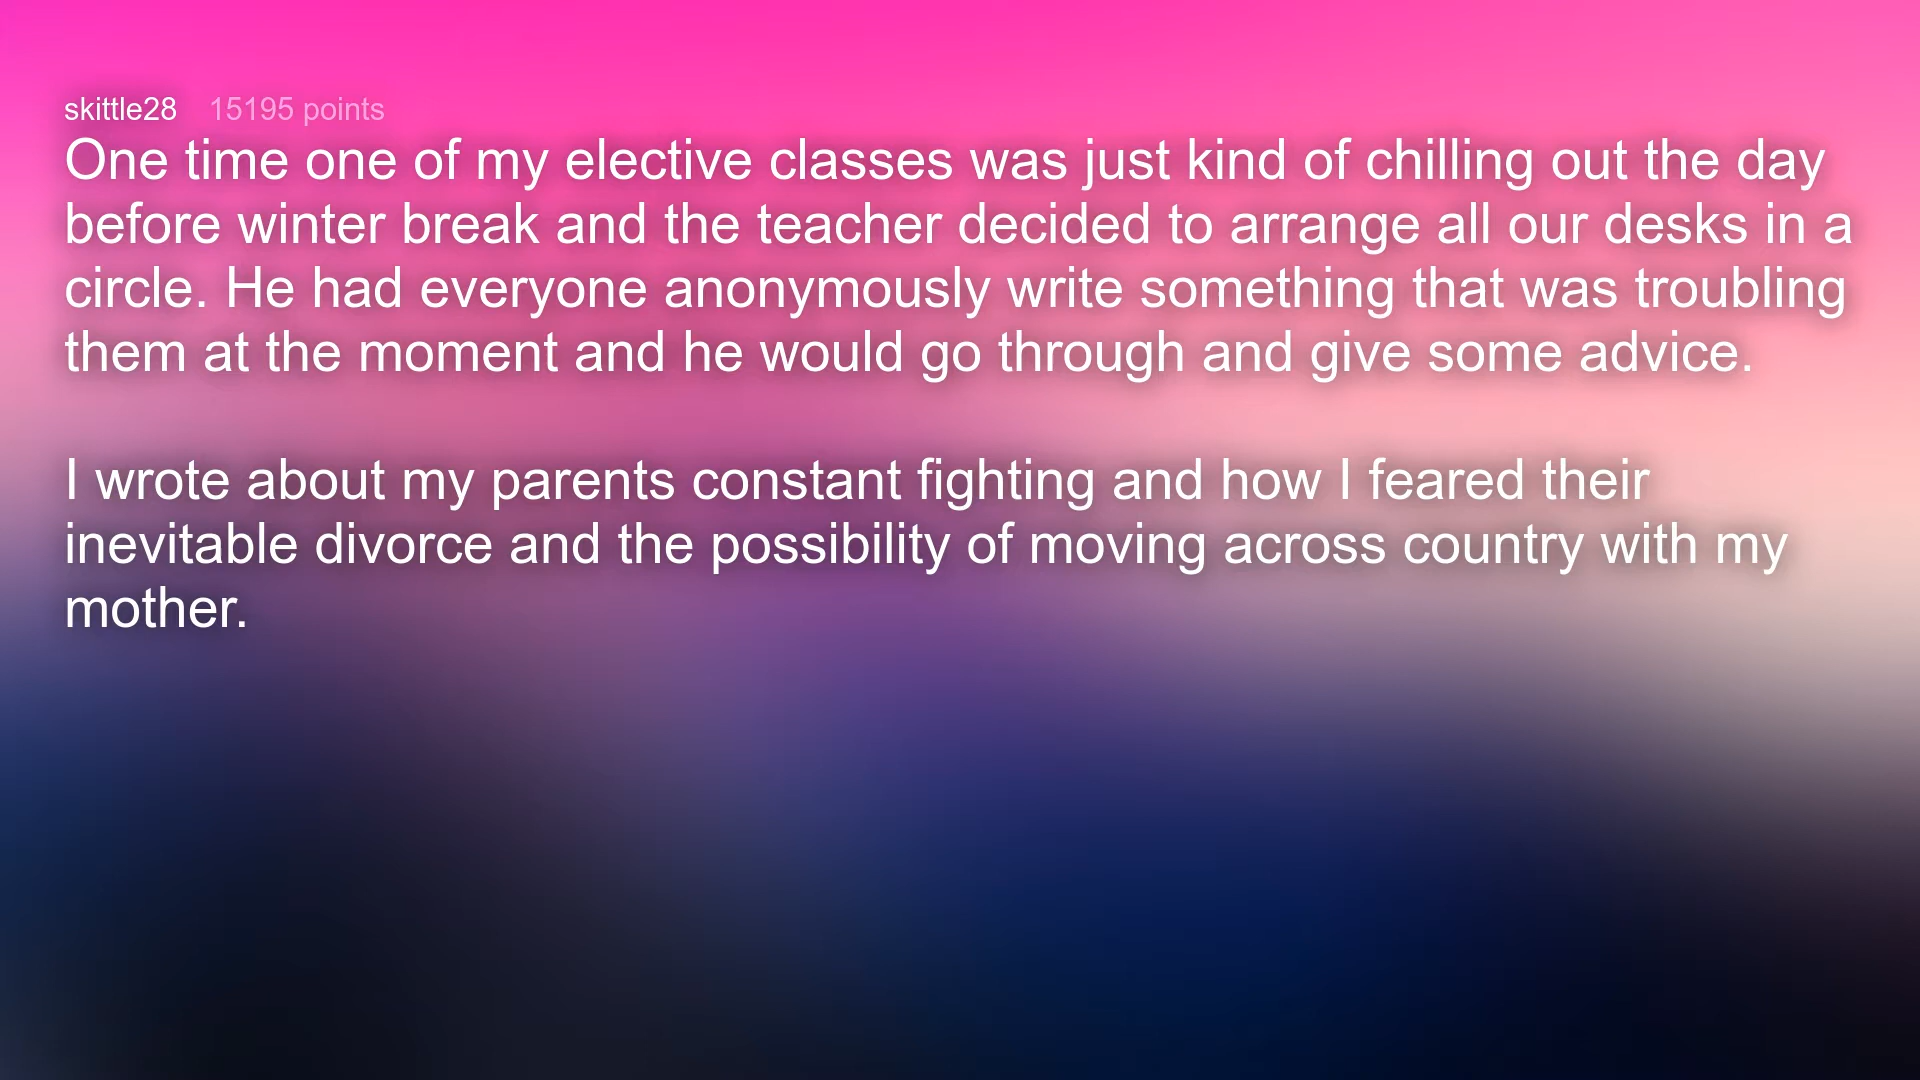 skittle28 15195 points
One time one of my elective classes was just kind of chilling out the day
before winter break and the teacher decided to arrange all our desks in a
circle. He had everyone anonymously write something that was troubling
them at the moment and he would go through and give some advice.
I wrote about my parents constant fighting and how I feared their
inevitable divorce and the possibility of moving across country with my
mother.